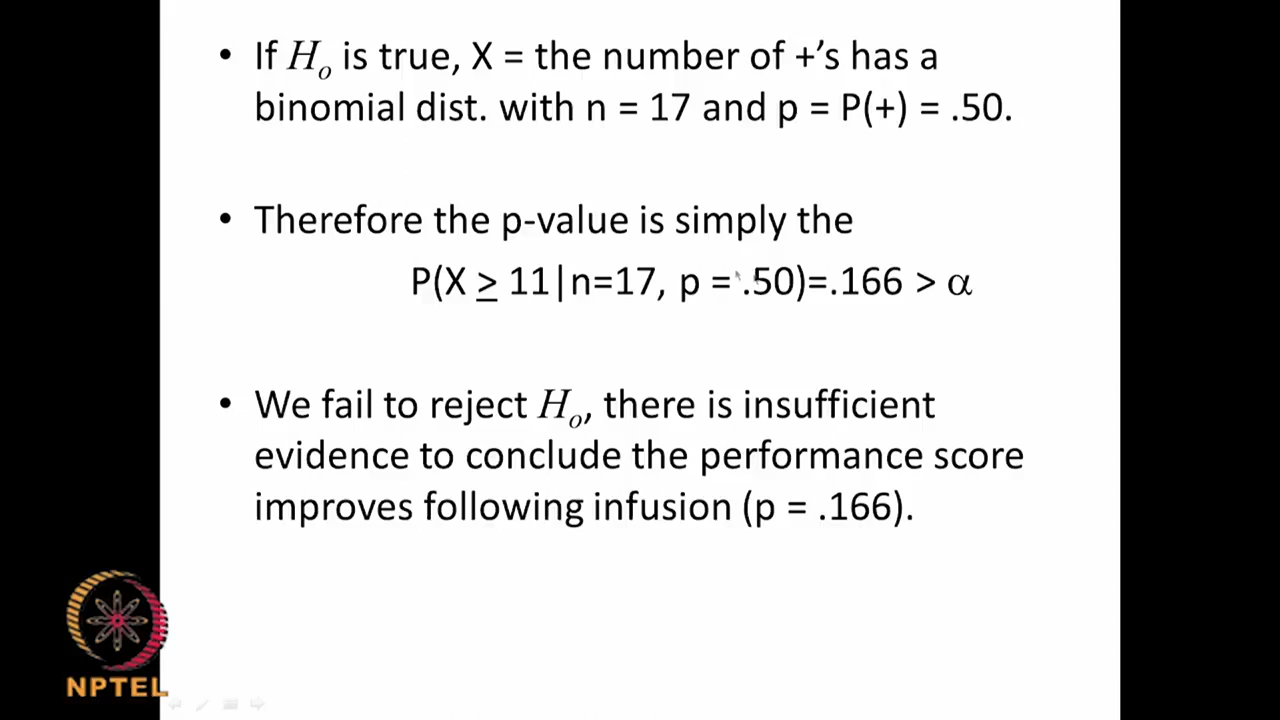 • If Ho is true, X = the number of +’s has a
binomial dist. with n = 17 and p = P(+) = .50.
• Therefore the p-value is simply the
P(X ≥ 11|n=17, p = .50)=.166 > α
• We fail to reject Ho, there is insufficient
evidence to conclude the performance score
improves following infusion (p = .166).
NPTEL